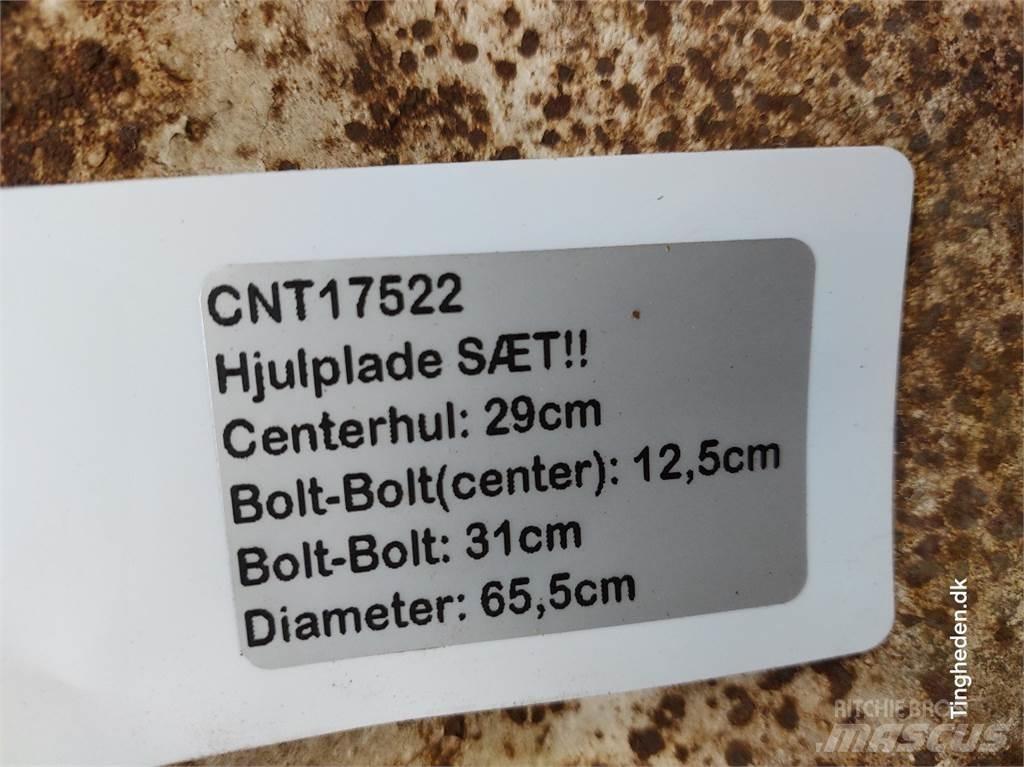 CNT17522
Hjulplade SÆT!!
Centerhul: 29cm
Bolt-Bolt(center): 12,5cm
Bolt-Bolt: 31cm
Diameter: 65,5cm
Tingheden.dk
RITCHIE BROS
MASCUS